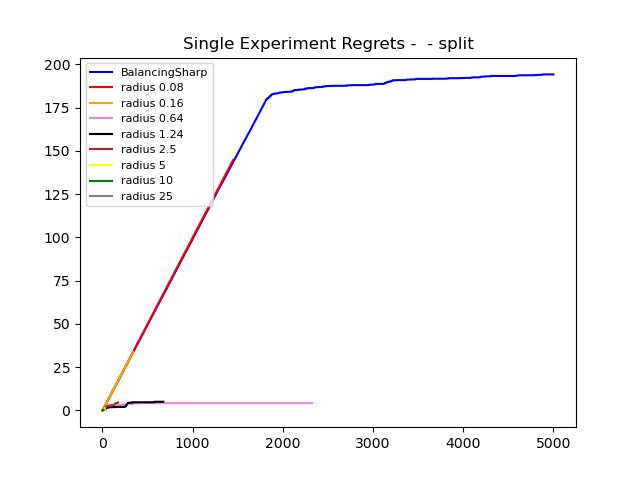 Single Experiment Regrets -  - split
200
175
150
125
100
75
50
25
0
BalancingSharp
radius 0.08
radius 0.16
radius 0.64
radius 1.24
radius 2.5
radius 5
radius 10
radius 25
0 1000 2000 3000 4000 5000